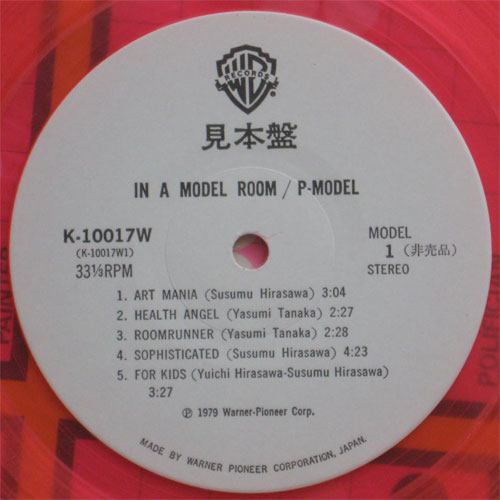 WB
RECORDS
®
見本盤
IN A MODEL ROOM / P-MODEL
K-10017W
(K-10017W1)
33⅓RPM
MODEL
1 (非売品)
STEREO
1. ART MANIA (Susumu Hirasawa) 3:04
2. HEALTH ANGEL (Yasumi Tanaka) 2:27
3. ROOMRUNNER (Yasumi Tanaka) 2:28
4. SOPHISTICATED (Susumu Hirasawa) 4:23
5. FOR KIDS (Yuichi Hirasawa-Susumu Hirasawa)
3:27
℗ 1979 Warner-Pioneer Corp.
MADE BY WARNER PIONEER CORPORATION, JAPAN.